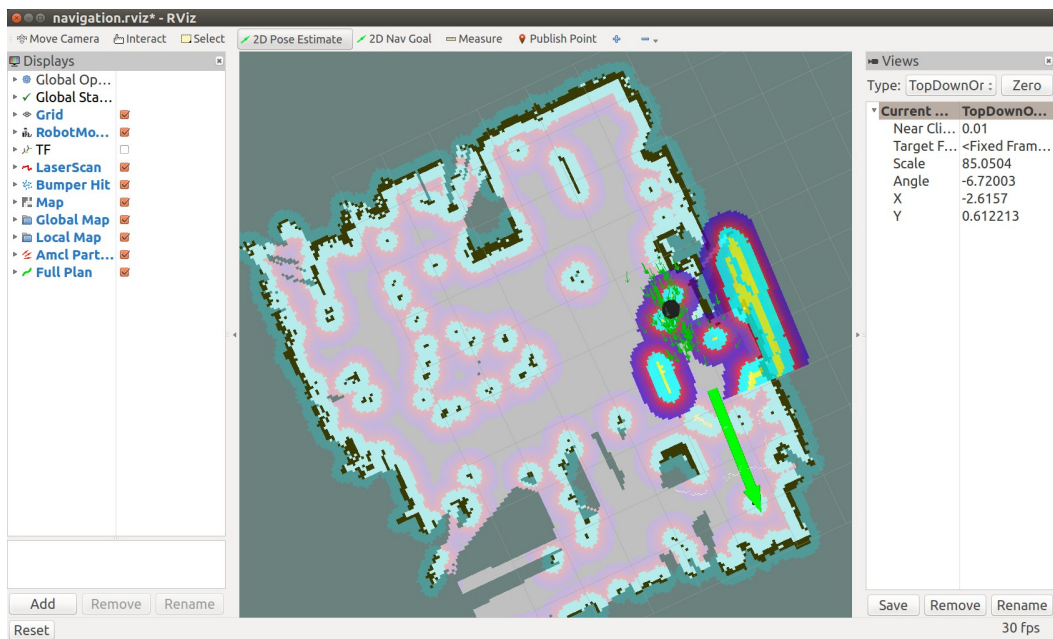 navigation.rviz* - RViz
Move Camera Interact Select 2D Pose Estimate 2D Nav Goal Measure Publish Point
Displays
Global Op...
Global Sta...
Grid
RobotMo...
TF
LaserScan
Bumper Hit
Map
Global Map
Local Map
Amcl Part...
Full Plan
Add Remove Rename
Reset
Views
Type: TopDownOr Zero
Current ... TopDownO...
Near Cli... 0.01
Target F... <Fixed Fram...
Scale 85.0504
Angle -6.72003
X -2.6157
Y 0.612213
Save Remove Rename
30 fps